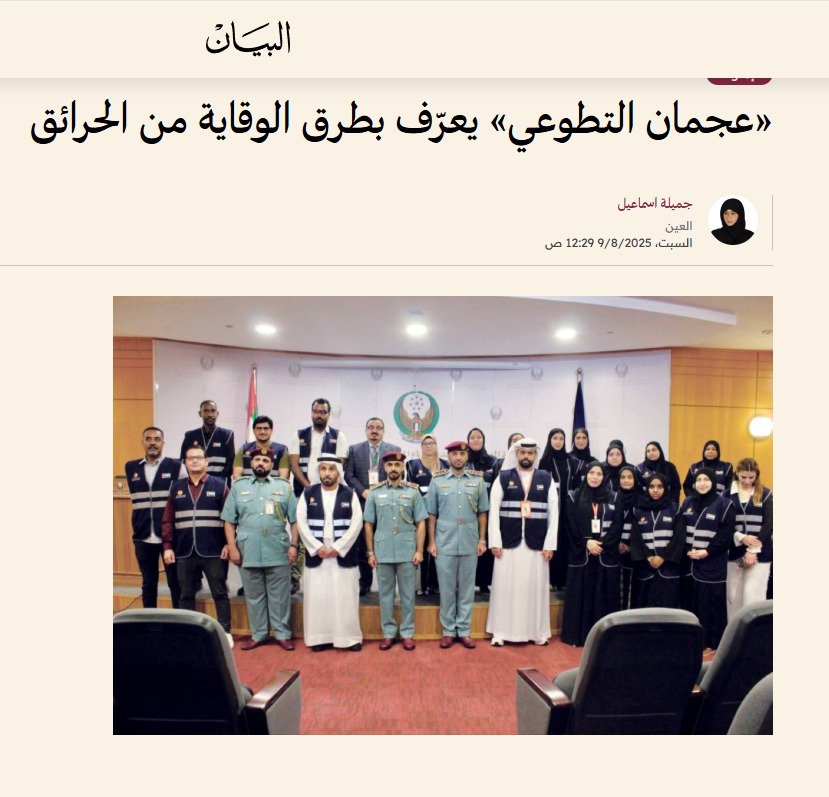 البيان
«عجمان التطوعي» يعرّف بطرق الوقاية من الحرائق
جميلة اسماعيل
العين
السبت، 9/8/2025 12:29 ص